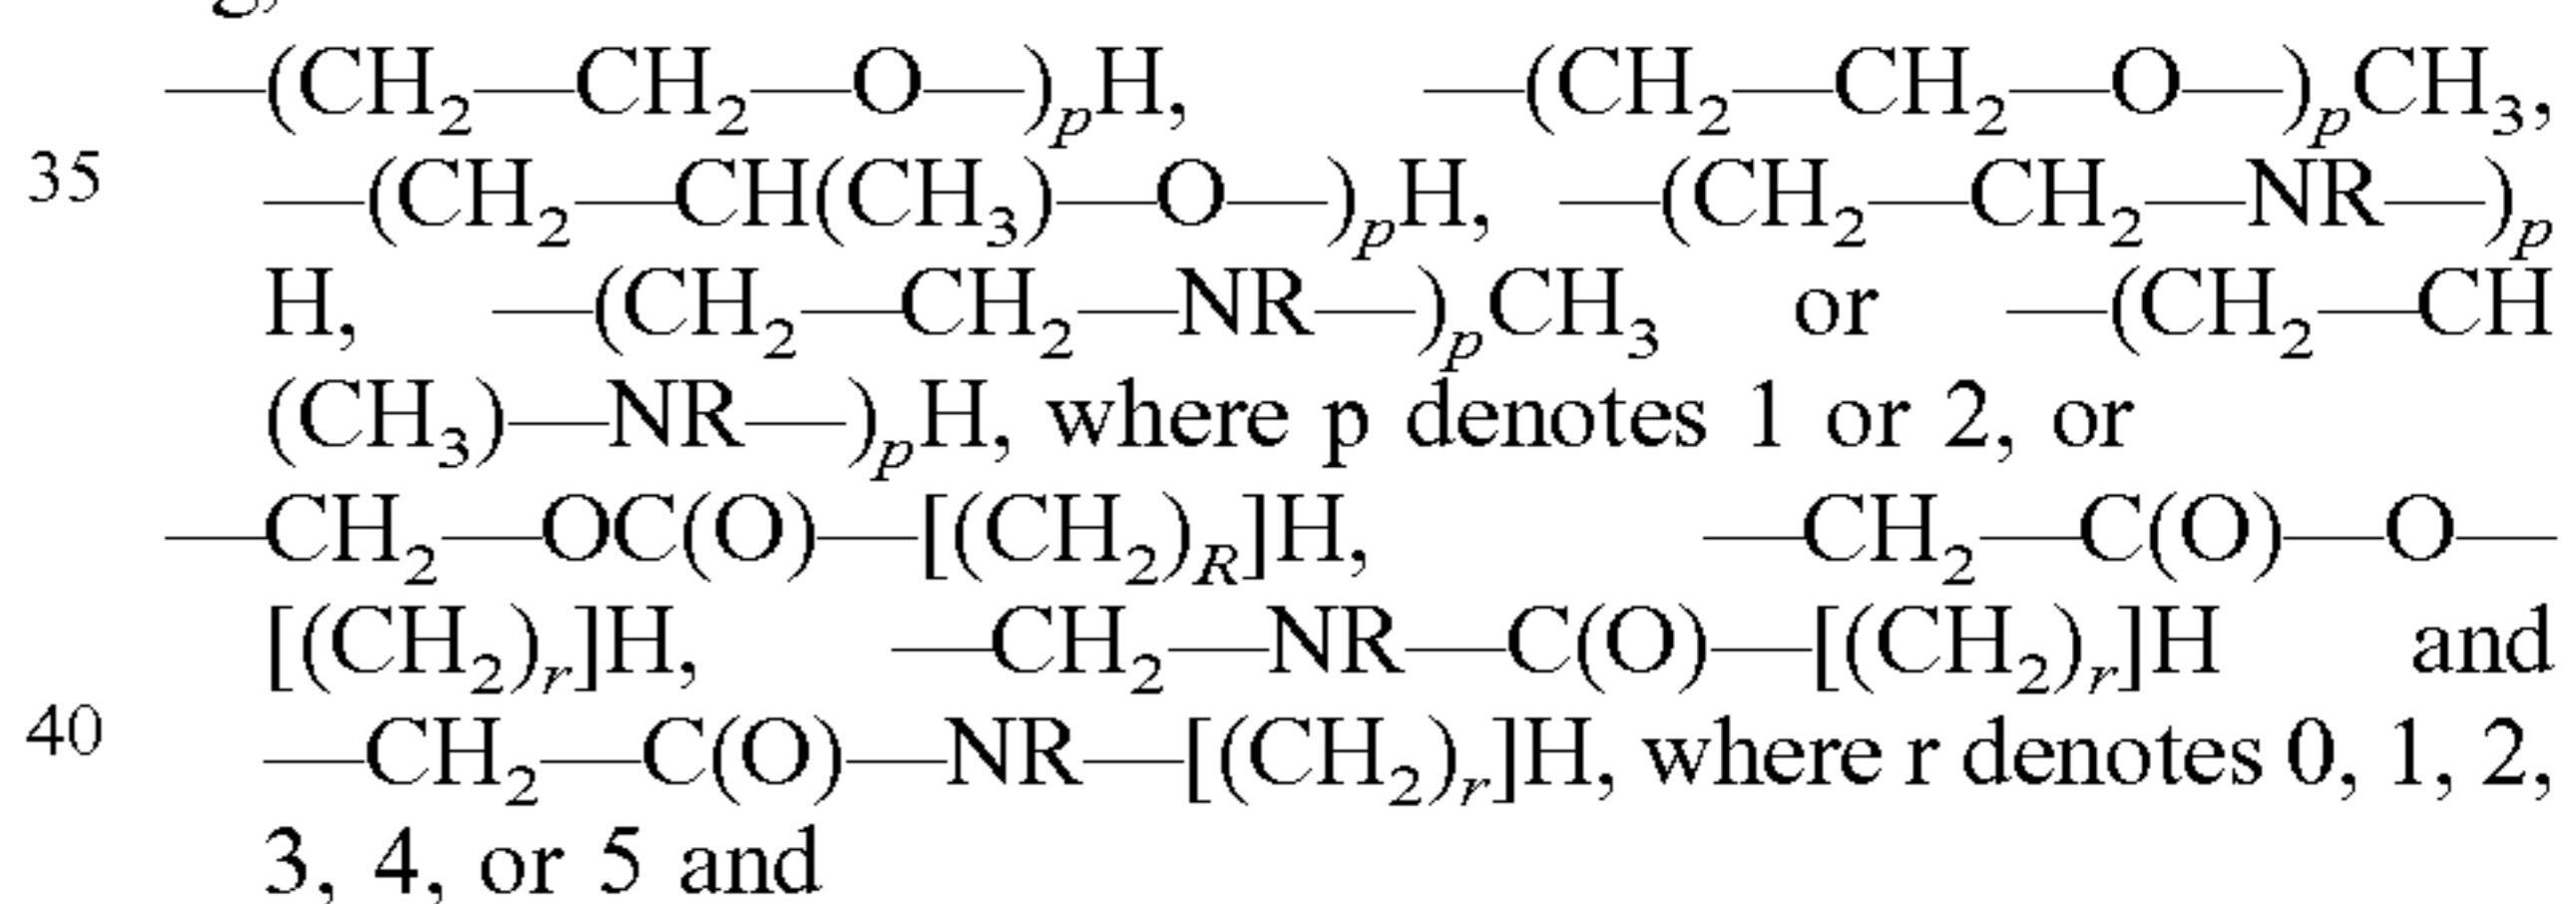 —(CH₂—CH₂—O—)ₚH, —(CH₂—CH₂—O—)ₚCH₃,
35 —(CH₂—CH(CH₃)—O—)ₚH, —(CH₂—CH₂—NR—)ₚ
H, —(CH₂—CH₂—NR—)ₚCH₃ or —(CH₂—CH
(CH₃)—NR—)ₚH, where p denotes 1 or 2, or
—CH₂—OC(O)—[(CH₂)_R]H, —CH₂—C(O)—O—
[(CH₂)ᵣ]H, —CH₂—NR—C(O)—[(CH₂)ᵣ]H and
40 —CH₂—C(O)—NR—[(CH₂)ᵣ]H, where r denotes 0, 1, 2,
3, 4, or 5 and